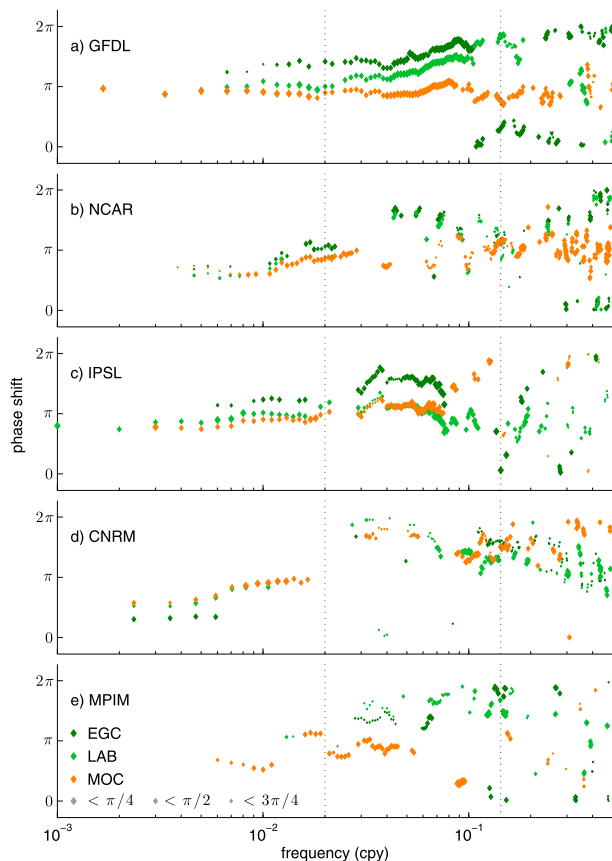 2π
a) GFDL
π
0
2π
b) NCAR
π
0
2π
c) IPSL
π
0
phase shift
2π
d) CNRM
π
0
2π
e) MPIM
EGC
π
LAB
MOC
< π/4 < π/2 < 3π/4
0
10⁻³ 10⁻² 10⁻¹
frequency (cpy)